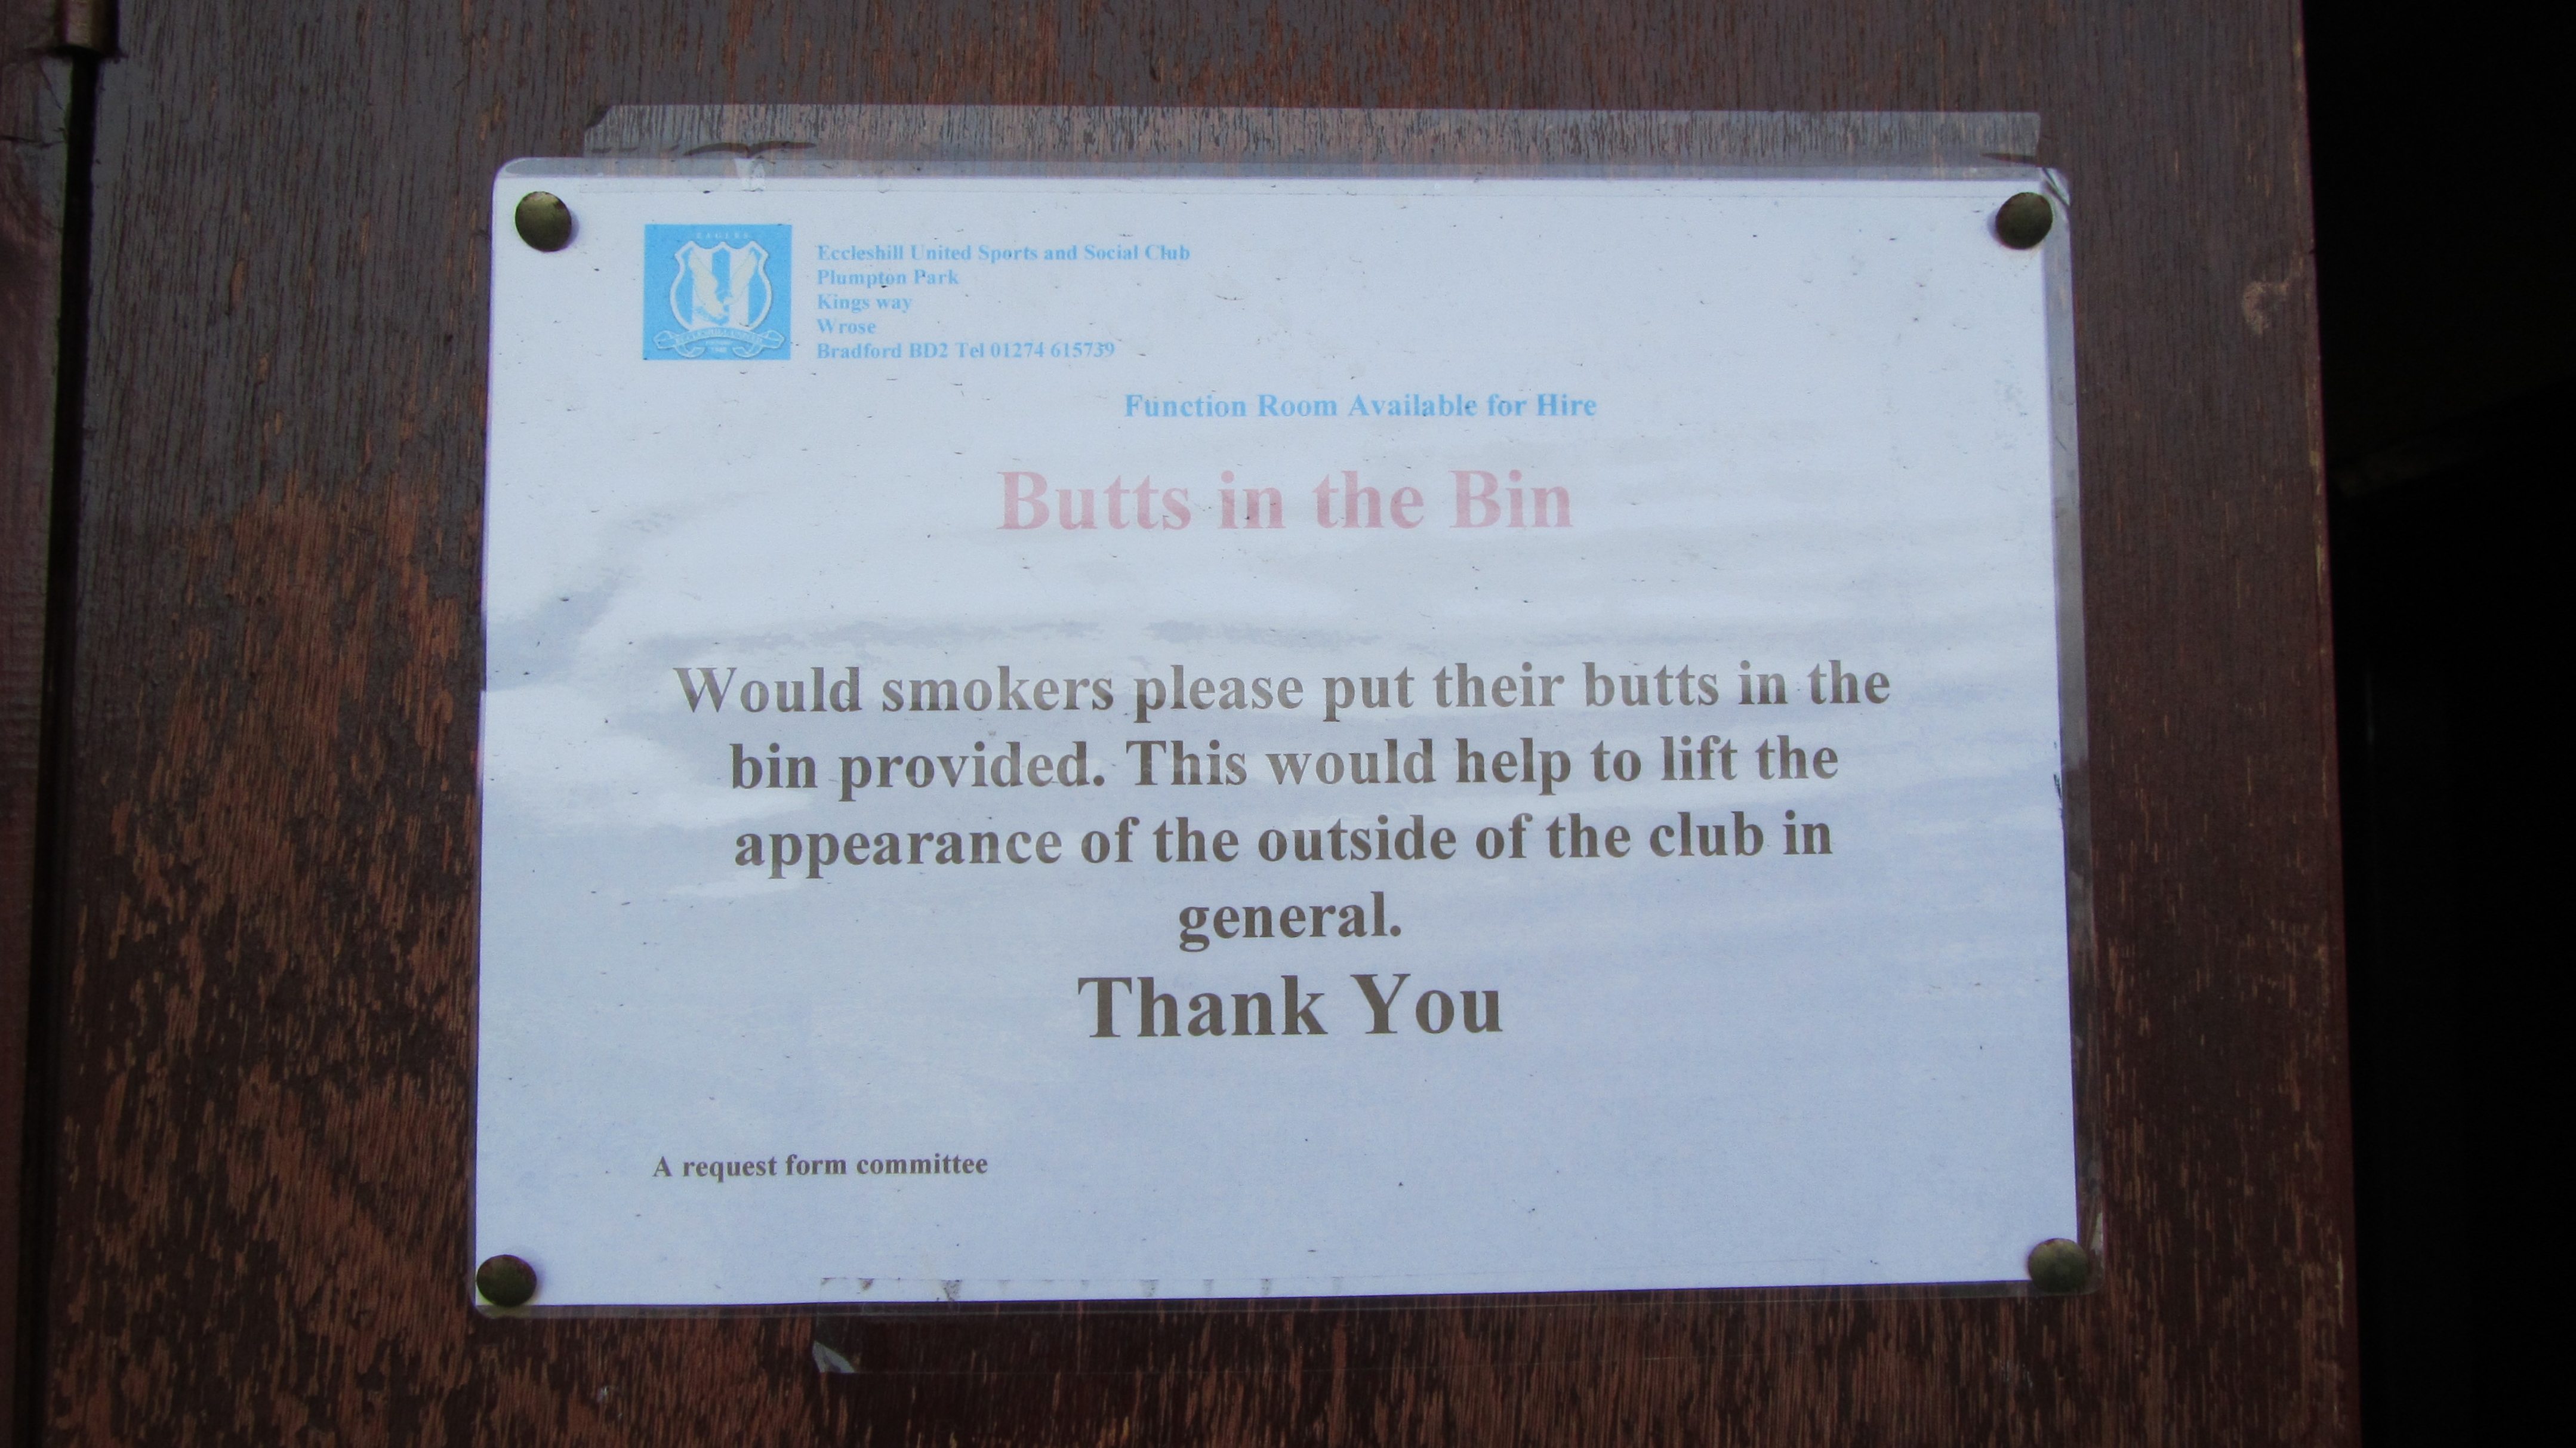 EAGLES
Eccleshill United Sports and Social Club
Plumpton Park
Kings way
Wrose
Bradford BD2 Tel 01274 615739
Function Room Available for Hire
Butts in the Bin
Would smokers please put their butts in the
bin provided. This would help to lift the
appearance of the outside of the club in
general.
Thank You
A request form committee